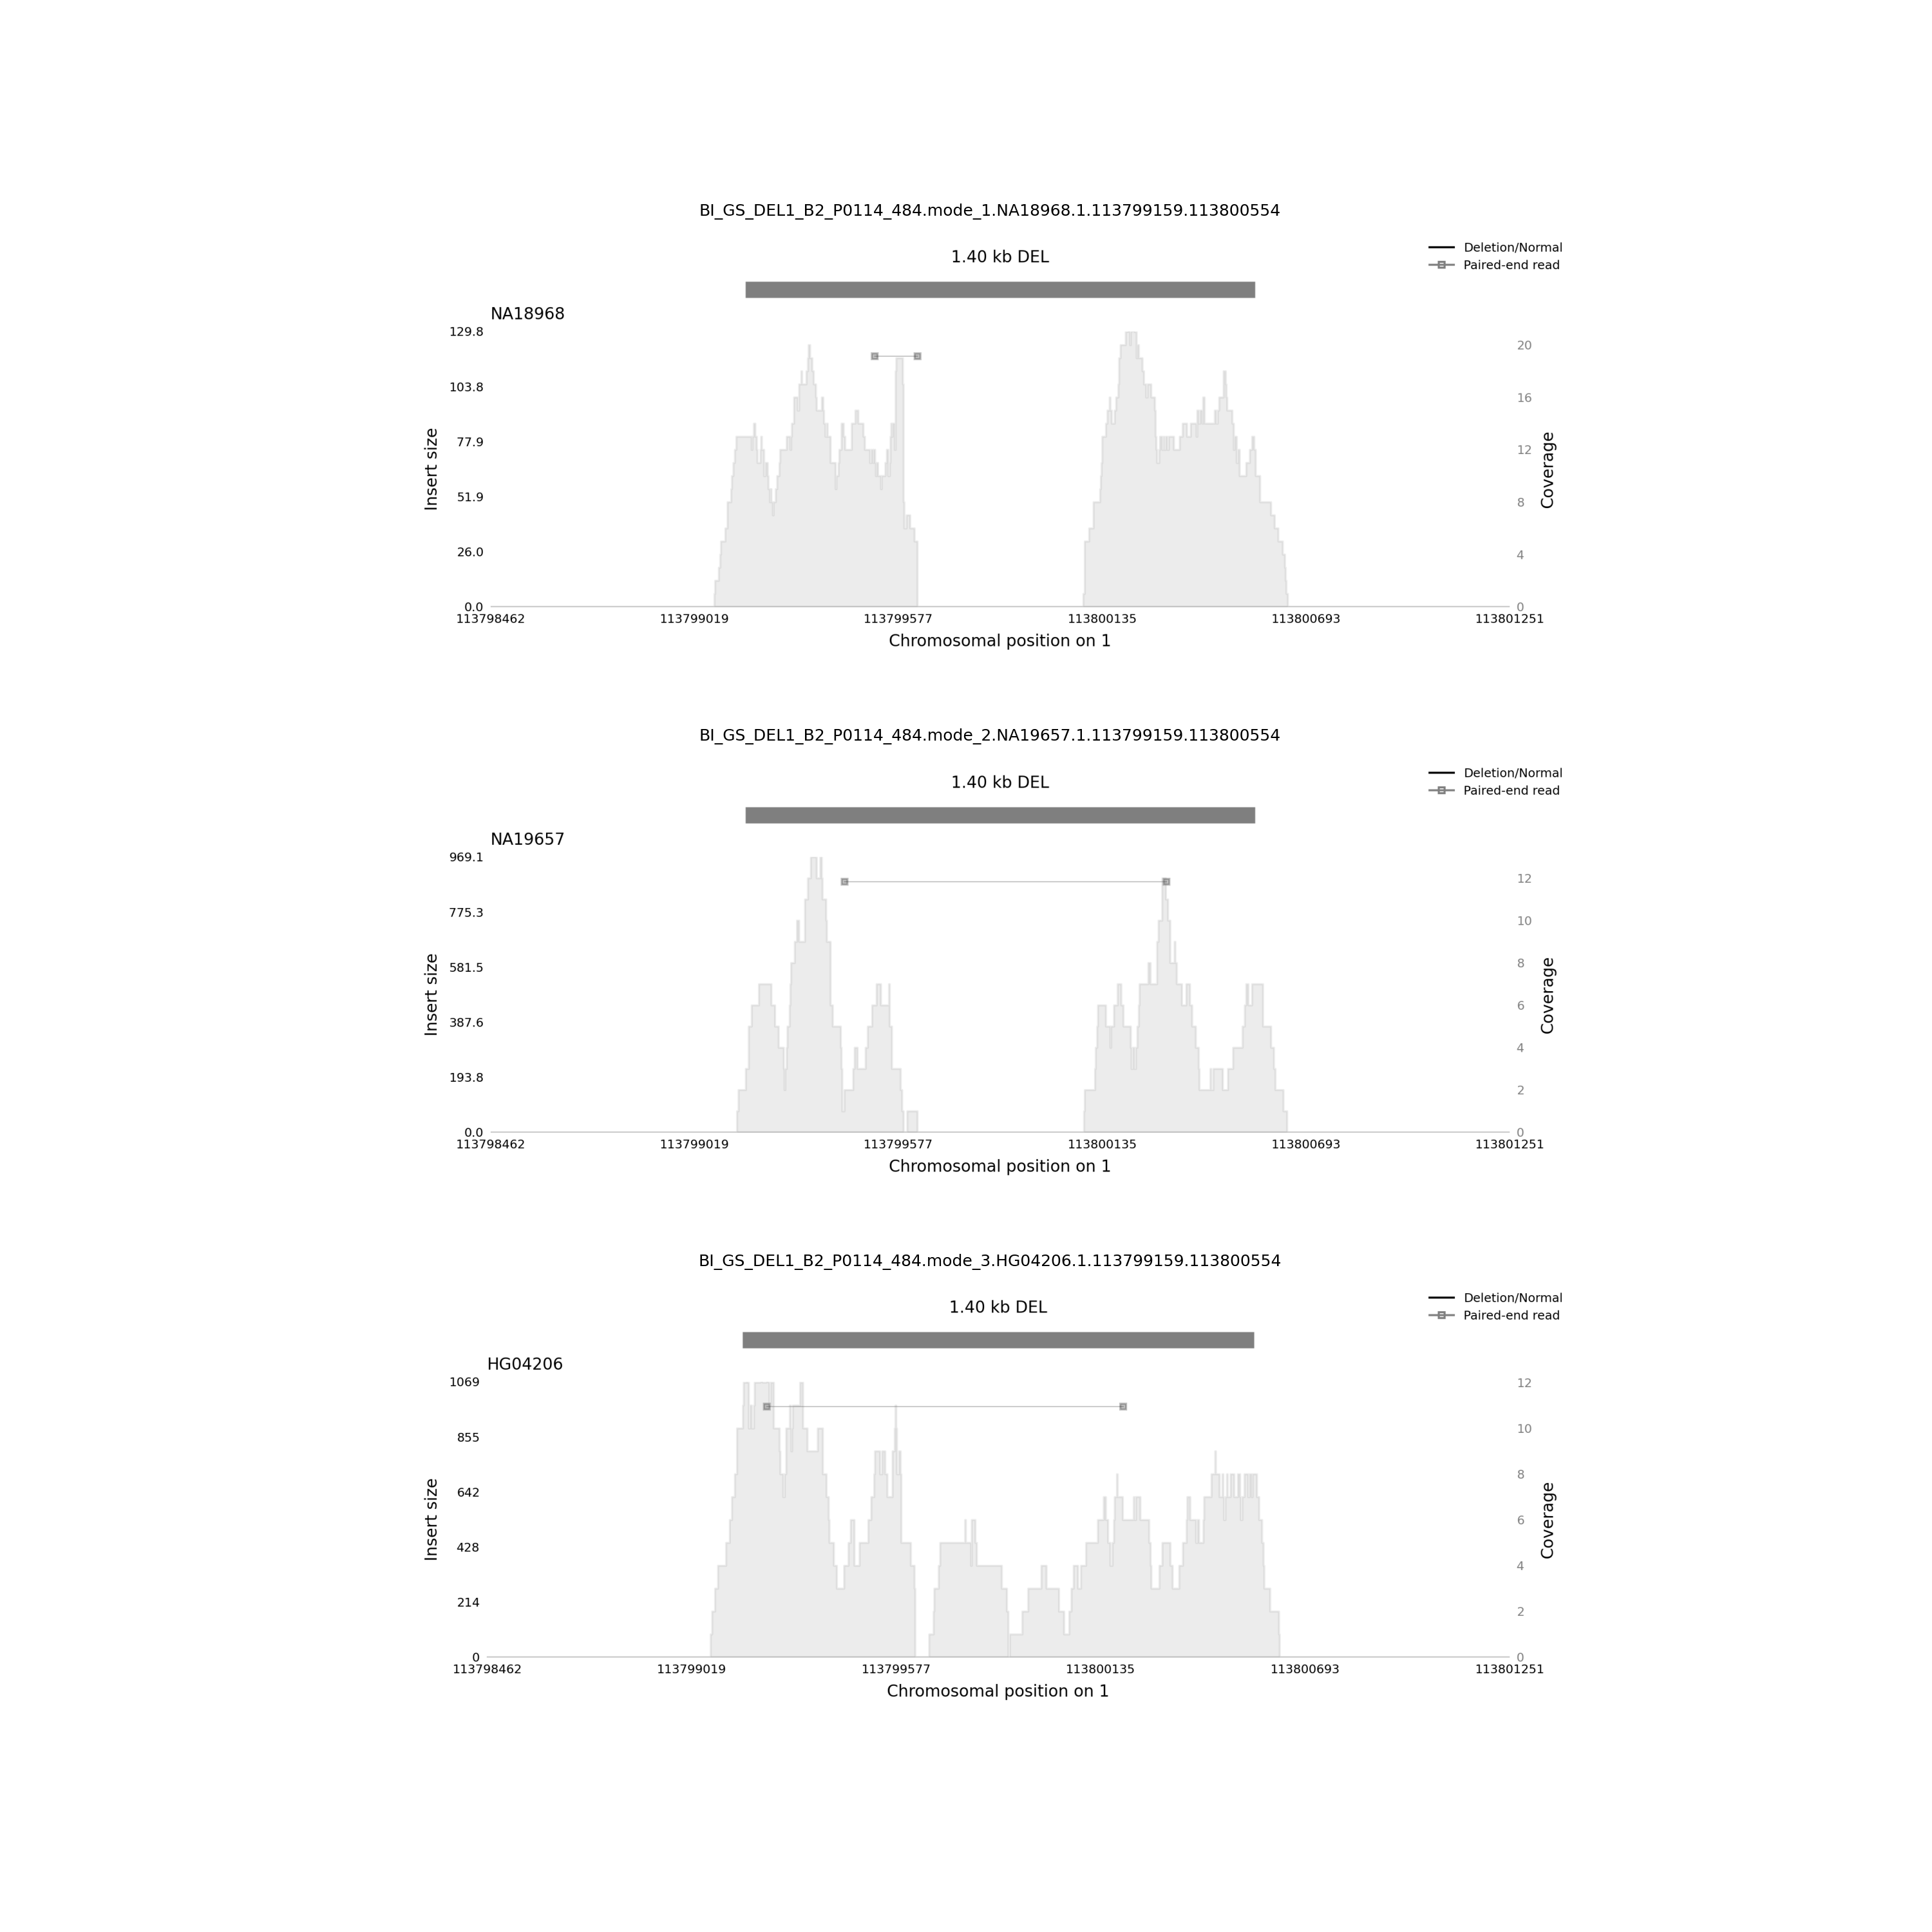 BI_GS_DEL1_B2_P0114_484.mode_1.NA18968.1.113799159.113800554
1.40 kb DEL
Deletion/Normal
Paired-end read
NA18968
129.8
103.8
77.9
51.9
26.0
0.0
Insert size
20
16
12
8
4
0
Coverage
113798462 113799019 113799577 113800135 113800693 113801251
Chromosomal position on 1
BI_GS_DEL1_B2_P0114_484.mode_2.NA19657.1.113799159.113800554
1.40 kb DEL
Deletion/Normal
Paired-end read
NA19657
969.1
775.3
581.5
387.6
193.8
0.0
Insert size
12
10
8
6
4
2
0
Coverage
113798462 113799019 113799577 113800135 113800693 113801251
Chromosomal position on 1
BI_GS_DEL1_B2_P0114_484.mode_3.HG04206.1.113799159.113800554
1.40 kb DEL
Deletion/Normal
Paired-end read
HG04206
1069
855
642
428
214
0
Insert size
12
10
8
6
4
2
0
Coverage
113798462 113799019 113799577 113800135 113800693 113801251
Chromosomal position on 1